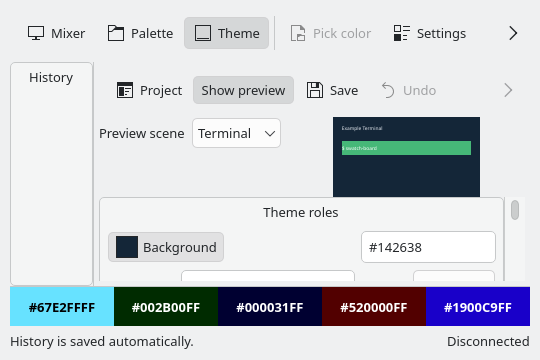 Mixer Palette Theme Pick color Settings
History
Project Show preview Save Undo
Preview scene Terminal
Example Terminal
Theme roles
Background #142638
#67E2FFFF #002B00FF #000031FF #520000FF #1900C9FF
History is saved automatically. Disconnected